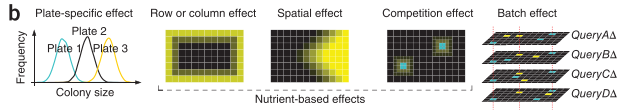 b
Plate-specific effect
Row or column effect
Spatial effect
Competition effect
Batch effect
Frequency
Plate 2
Plate 1
Plate 3
Colony size
Nutrient-based effects
QueryAΔ
QueryBΔ
QueryCΔ
QueryDΔ